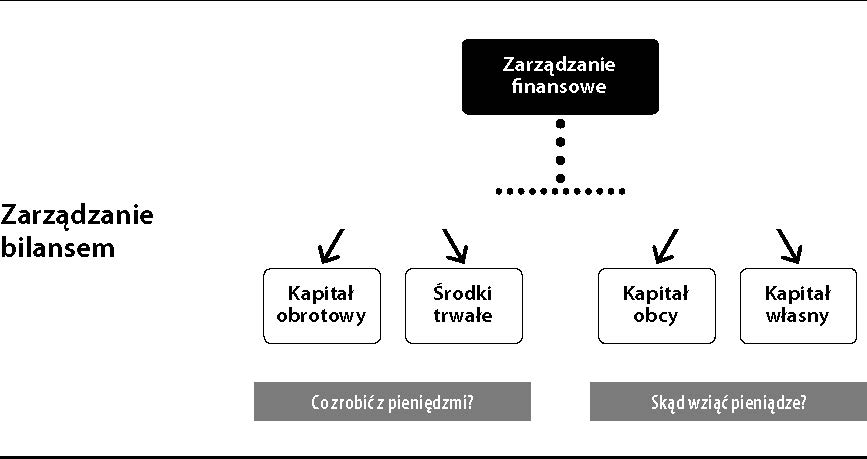 Zarządzanie
finansowe
Zarządzanie
bilansem
Kapitał
obrotowy
Środki
trwałe
Kapitał
obcy
Kapitał
własny
Co zrobić z pieniędzmi?
Skąd wziąć pieniądze?